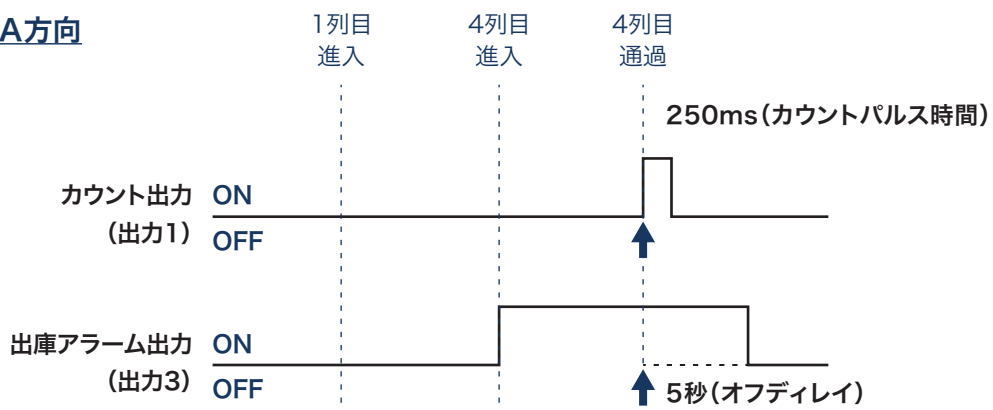 A方向
1列目
進入
4列目
進入
4列目
通過
250ms(カウントパルス時間)
カウント出力
(出力1)
ON
OFF
出庫アラーム出力
(出力3)
ON
OFF
5秒(オフディレイ)